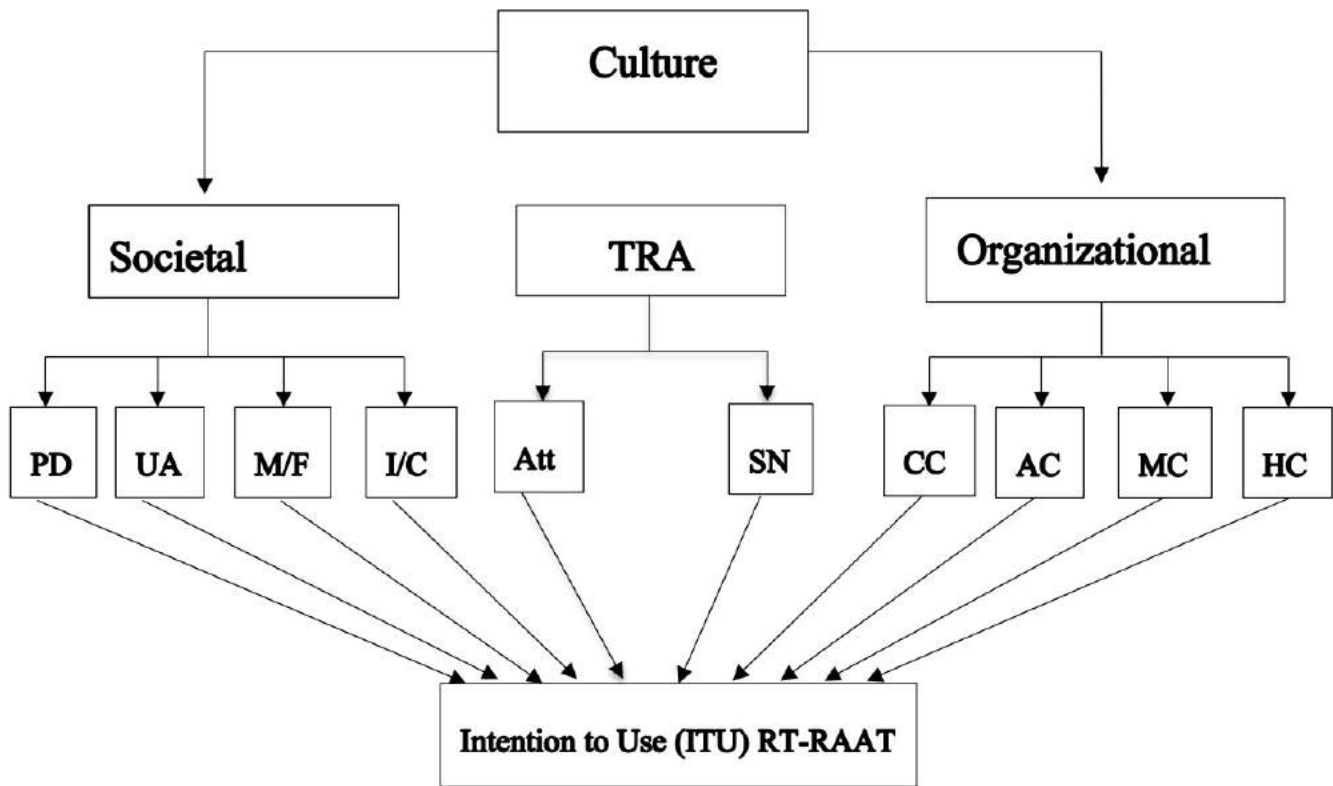 Culture
Societal
TRA
Organizational
PD
UA
M/F
I/C
Att
SN
CC
AC
MC
HC
Intention to Use (ITU) RT-RAAT